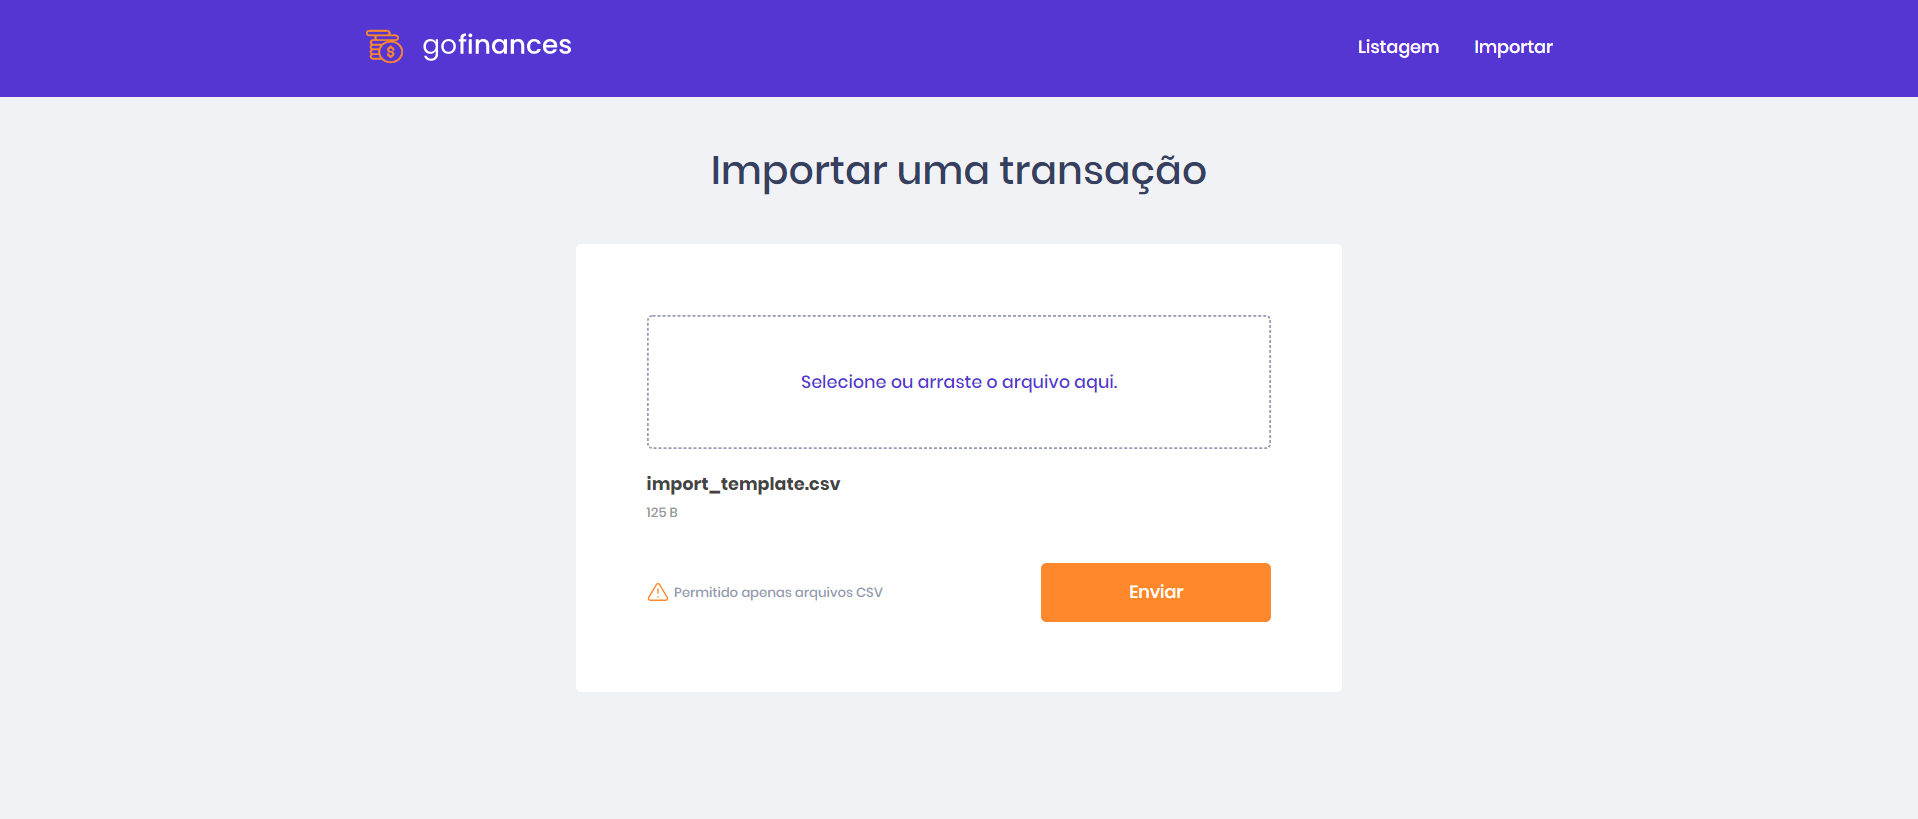 gofinances
Listagem
Importar
Importar uma transação
Selecione ou arraste o arquivo aqui.
import_template.csv
125 B
Permitido apenas arquivos CSV
Enviar